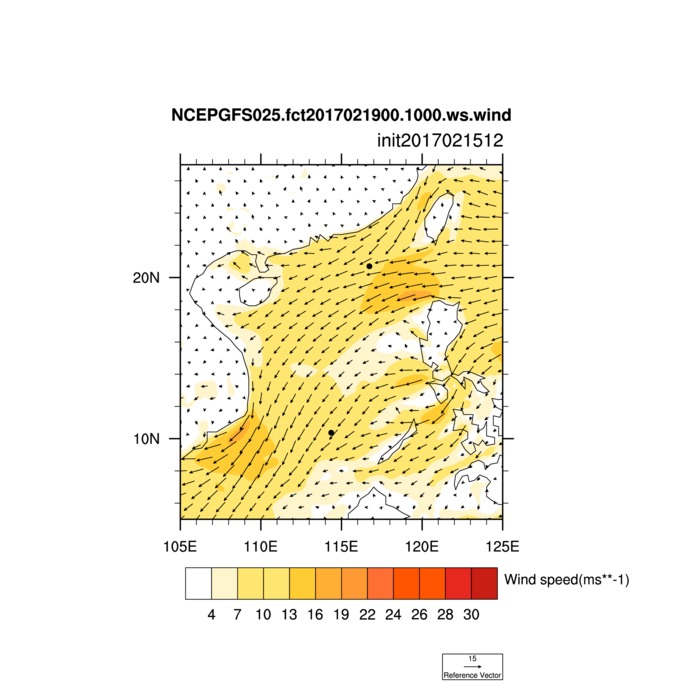 NCEPGFS025.fct2017021900.1000.ws.wind
init2017021512
20N
10N
105E 110E 115E 120E 125E
Wind speed(ms**-1)
4 7 10 13 16 19 22 24 26 28 30
15
Reference Vector